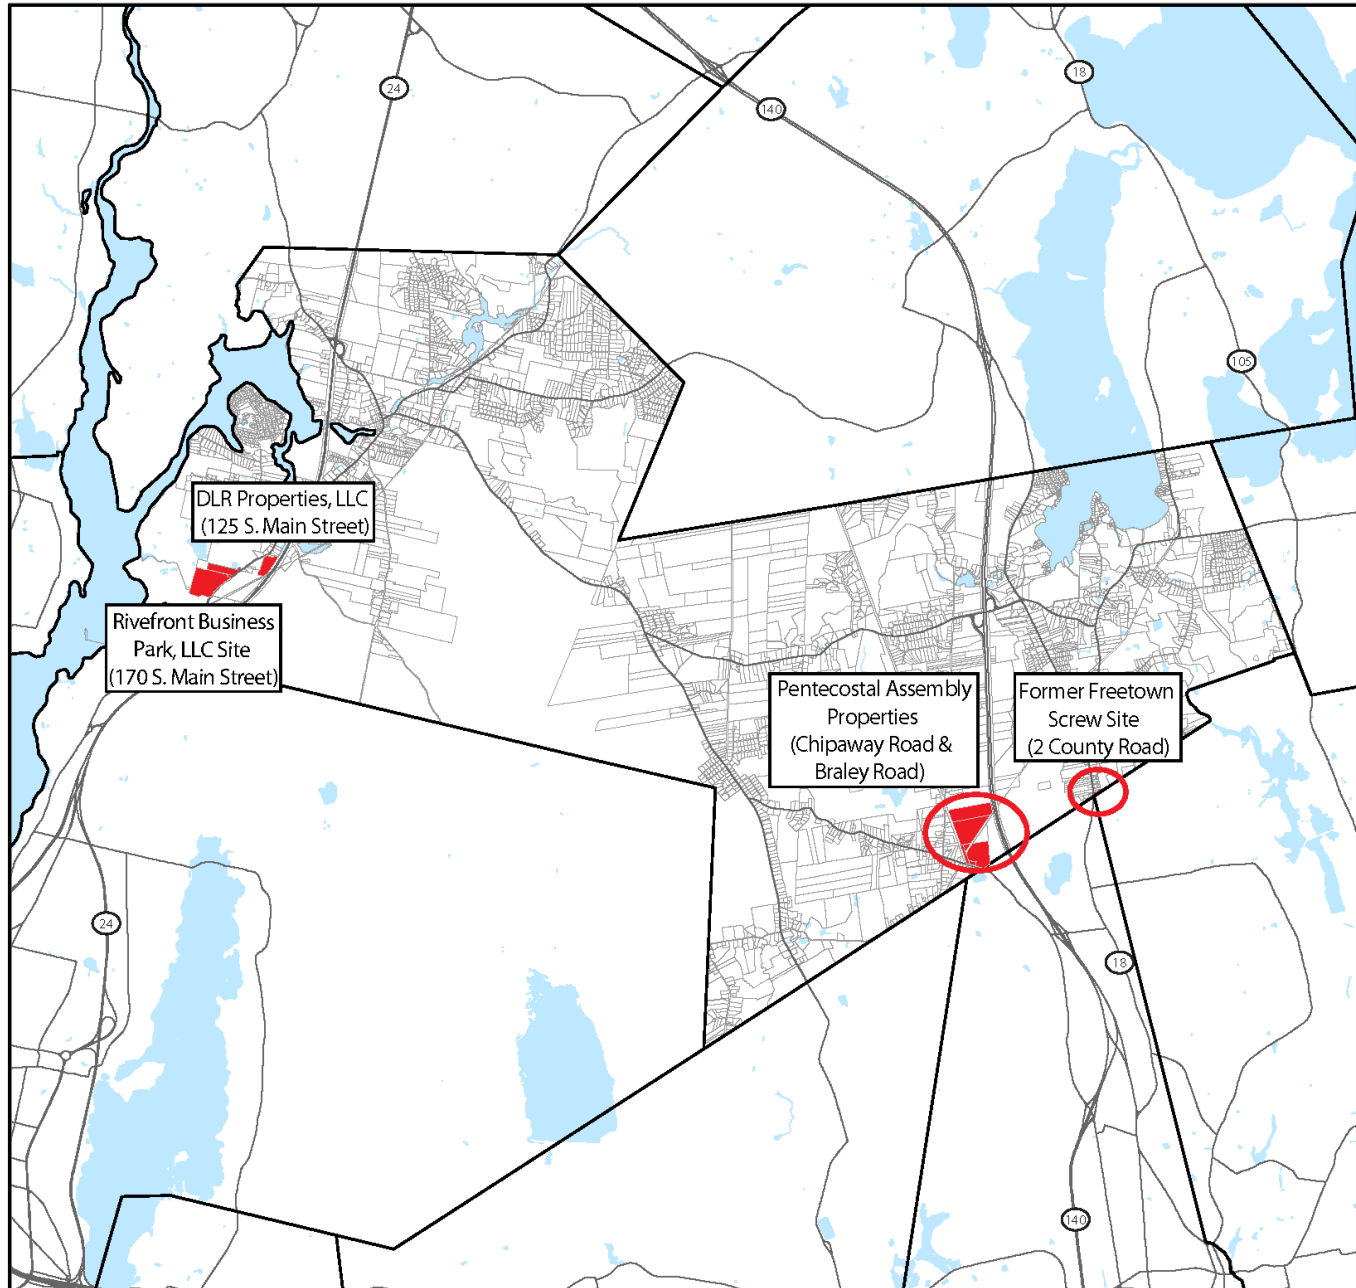 18
24
140
105
DLR Properties, LLC
(125 S. Main Street)
Rivefront Business
Park, LLC Site
(170 S. Main Street)
Pentecostal Assembly
Properties
(Chipaway Road &
Braley Road)
Former Freetown
Screw Site
(2 County Road)
24
18
140